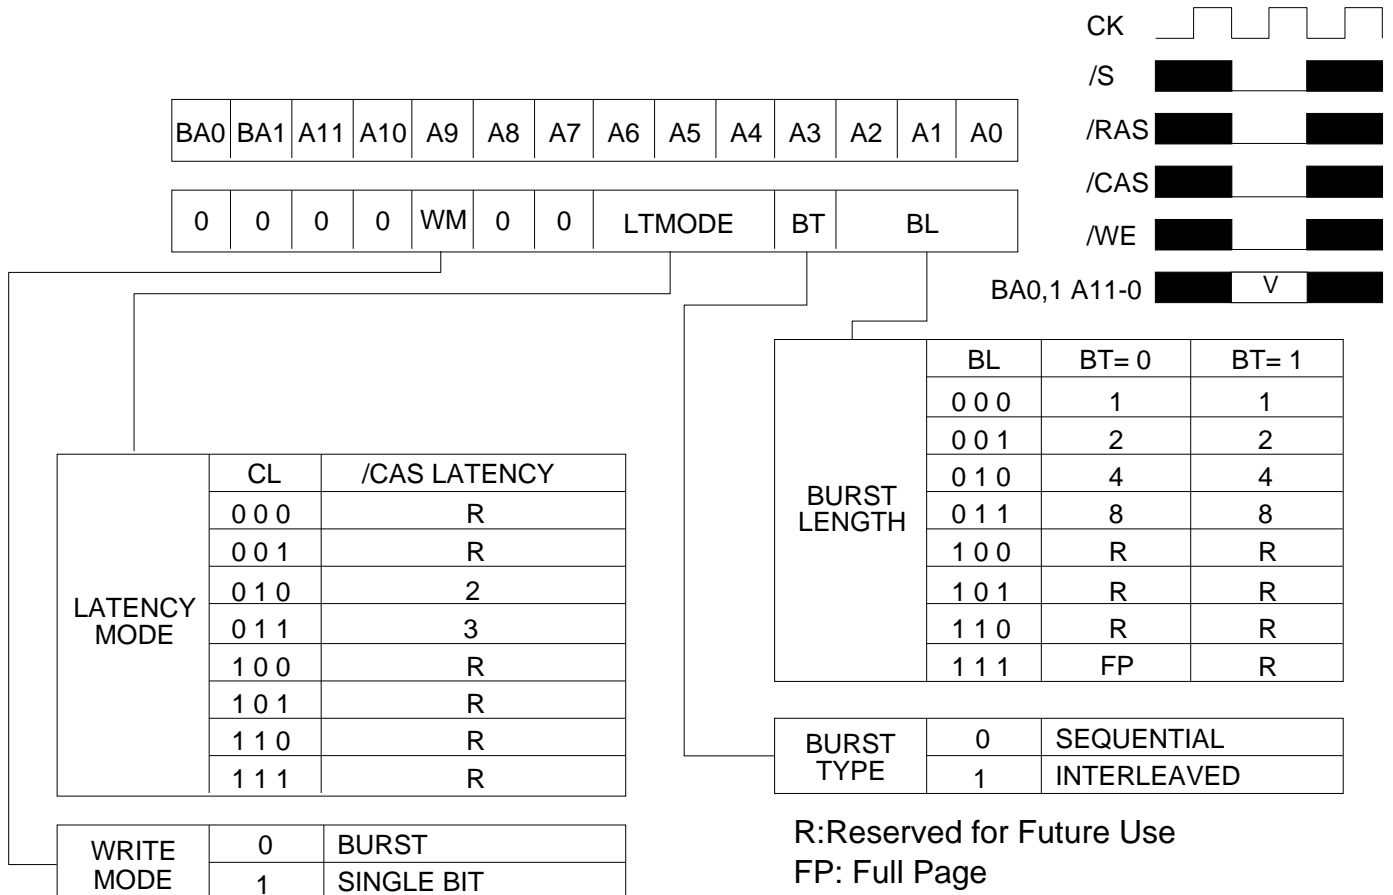 CK
/S
/RAS
/CAS
/WE
BA0,1 A11-0 V
BA0 BA1 A11 A10 A9 A8 A7 A6 A5 A4 A3 A2 A1 A0
0 0 0 0 WM 0 0 LTMODE BT BL
LATENCY
MODE
CL /CAS LATENCY
0 0 0 R
0 0 1 R
0 1 0 2
0 1 1 3
1 0 0 R
1 0 1 R
1 1 0 R
1 1 1 R
WRITE
MODE
0 BURST
1 SINGLE BIT
BURST
LENGTH
BL BT= 0 BT= 1
0 0 0 1 1
0 0 1 2 2
0 1 0 4 4
0 1 1 8 8
1 0 0 R R
1 0 1 R R
1 1 0 R R
1 1 1 FP R
BURST
TYPE
0 SEQUENTIAL
1 INTERLEAVED
R:Reserved for Future Use
FP: Full Page